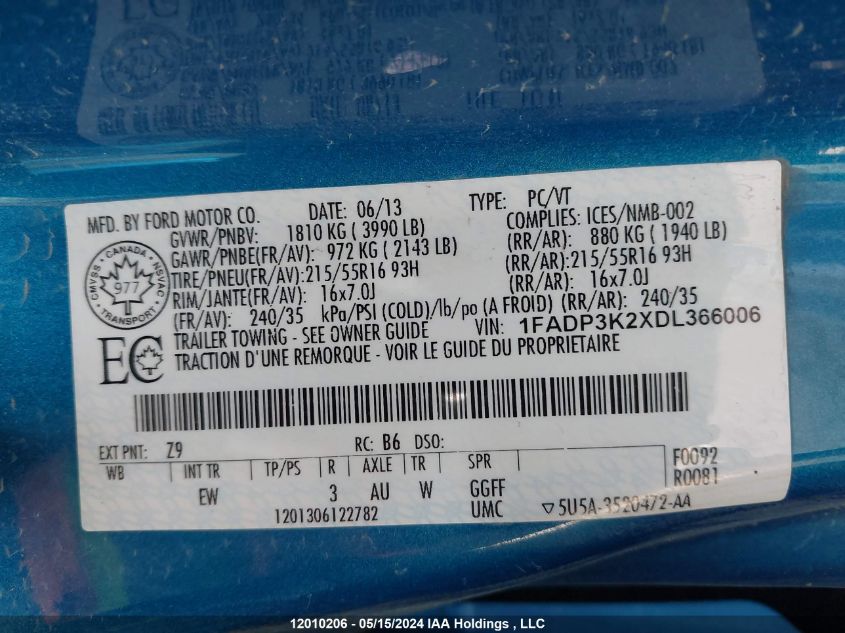 MFD. BY FORD MOTOR CO. DATE: 06/13 TYPE: PC/VT
GVWR/PNBV: 1810 KG ( 3990 LB) COMPLIES: ICES/NMB-002
GAWR/PNBE(FR/AV): 972 KG ( 2143 LB) (RR/AR): 880 KG ( 1940 LB)
TIRE/PNEU(FR/AV):215/55R16 93H (RR/AR):215/55R16 93H
RIM/JANTE(FR/AV): 16x7.0J (RR/AR): 16x7.0J
(FR/AV): 240/35 kPa/PSI (COLD)/lb/po (A FROID) (RR/AR): 240/35
TRAILER TOWING - SEE OWNER GUIDE VIN: 1FADP3K2XDL366006
TRACTION D'UNE REMORQUE - VOIR LE GUIDE DU PROPRIETAIRE
CANADA
CMVSS NSVAC
977
TRANSPORT
EC
EXT PNT: Z9 RC: B6 DSO:
WB INT TR TP/PS R AXLE TR SPR F0092
EW 3 AU W GGFF R0081
1201306122782 UMC ▽5U5A-3520472-AA
12010206 - 05/15/2024 IAA Holdings , LLC